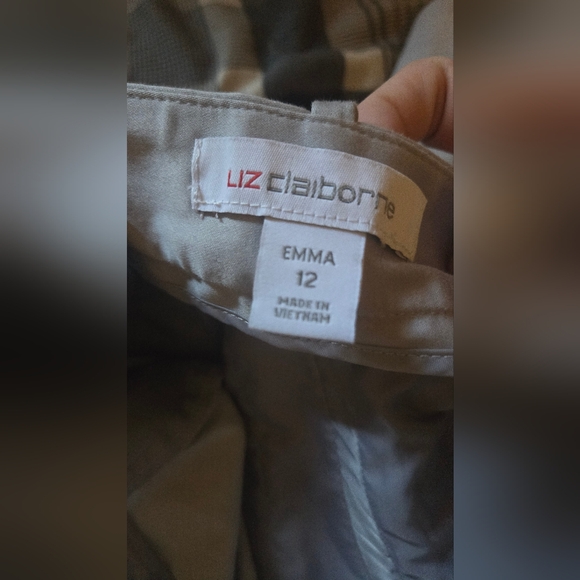 LIZ claiborne
EMMA
12
MADE IN
VIETNAM